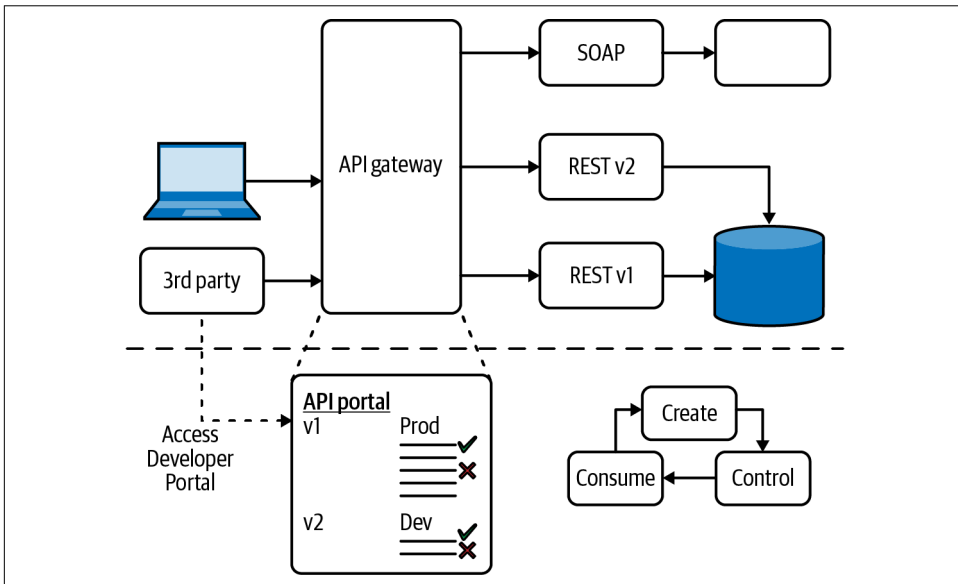 SOAP
API gateway
REST v2
3rd party
REST v1
API portal
v1 Prod
Access
Developer
Portal
v2 Dev
Create
Consume
Control